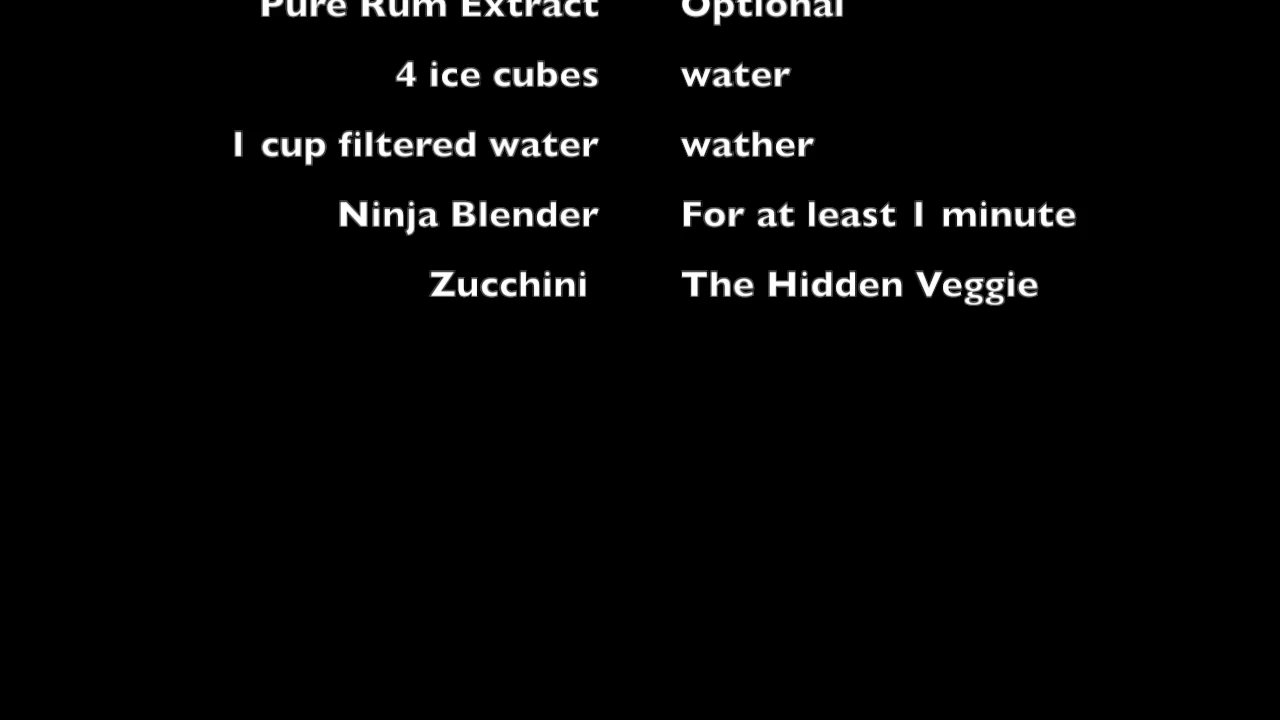 Pure Rum Extract Optional
4 ice cubes water
1 cup filtered water wather
Ninja Blender For at least 1 minute
Zucchini The Hidden Veggie